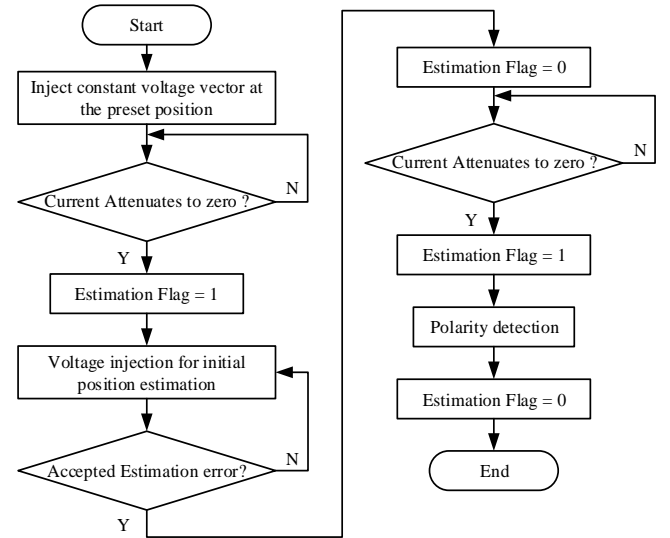 Start
Inject constant voltage vector at
the preset position
Current Attenuates to zero ?
N
Y
Estimation Flag = 1
Voltage injection for initial
position estimation
Accepted Estimation error?
N
Y
Estimation Flag = 0
Current Attenuates to zero ?
N
Y
Estimation Flag = 1
Polarity detection
Estimation Flag = 0
End